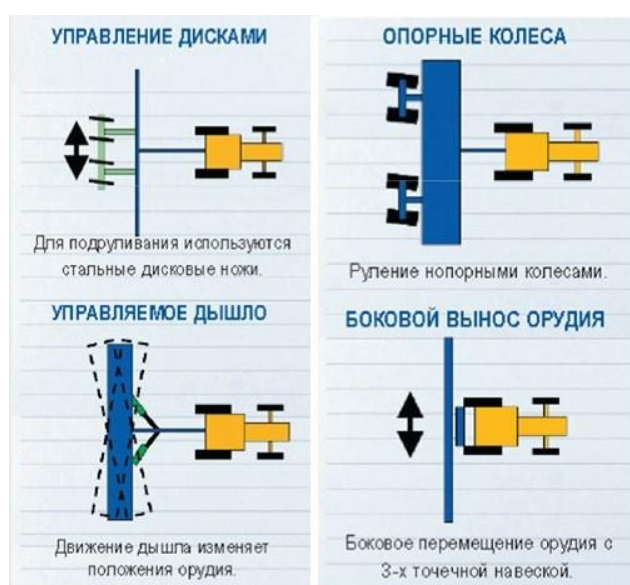 УПРАВЛЕНИЕ ДИСКАМИ
Для подруливания используются
стальные дисковые ножи.
ОПОРНЫЕ КОЛЕСА
Руление нопорными колесами.
УПРАВЛЯЕМОЕ ДЫШЛО
Движение дышла изменяет
положения орудия.
БОКОВОЙ ВЫНОС ОРУДИЯ
Боковое перемещение орудия с
3-х точечной навеской.